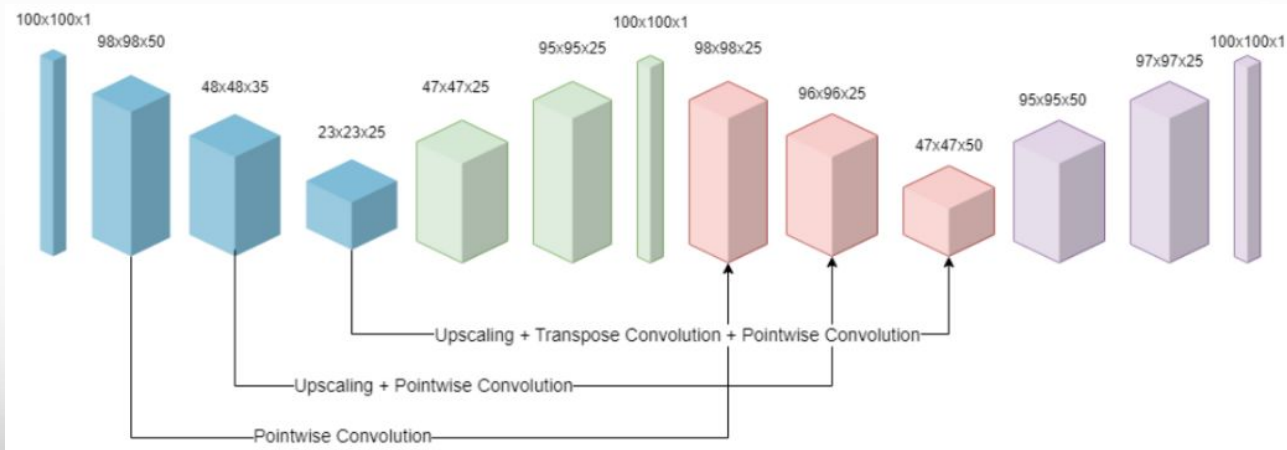 100x100x1
98x98x50
48x48x35
23x23x25
47x47x25
95x95x25
100x100x1
98x98x25
96x96x25
47x47x50
95x95x50
97x97x25
100x100x1
Upscaling + Transpose Convolution + Pointwise Convolution
Upscaling + Pointwise Convolution
Pointwise Convolution